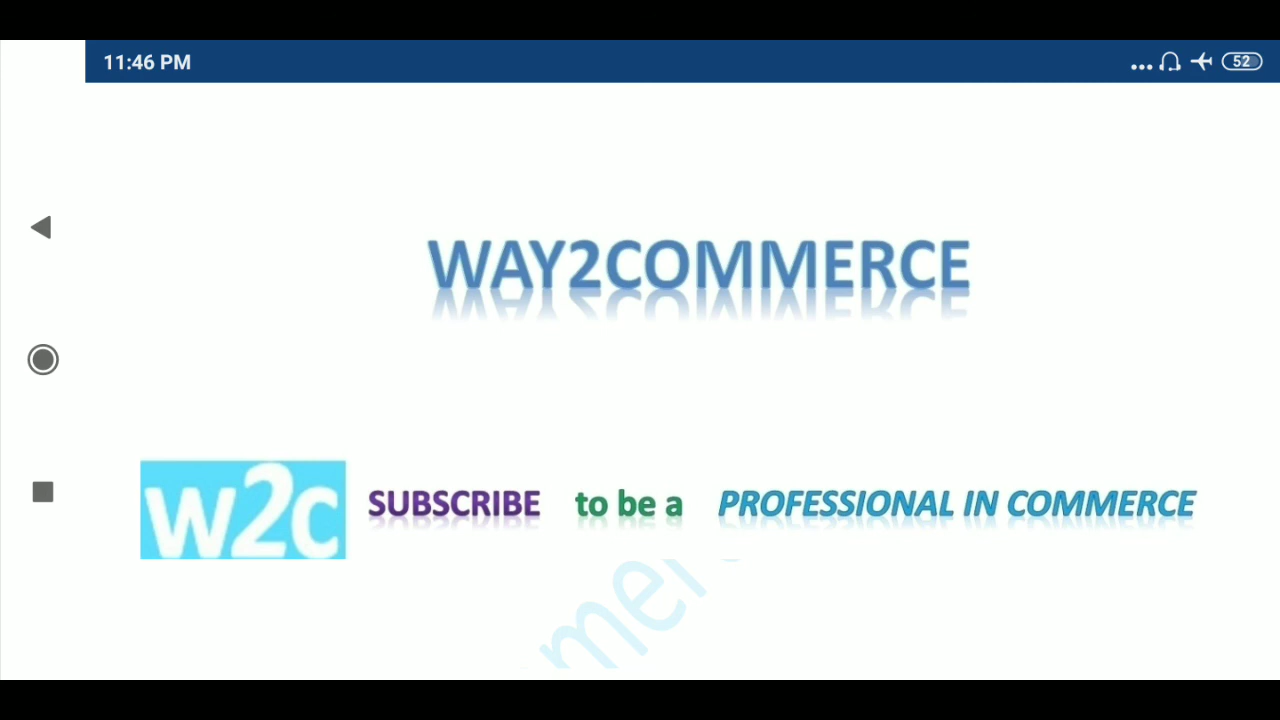 11:46 PM ... 52
WAY2COMMERCE
W2C SUBSCRIBE to be a PROFESSIONAL IN COMMERCE